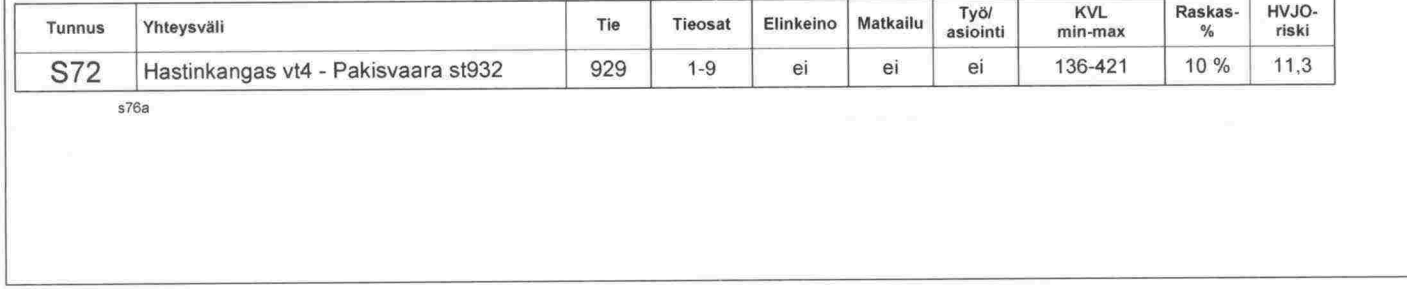 Tunnus Yhteysväli Tie Tieosat Elinkeino Matkailu Työ/asiointi KVL min-max Raskas-% HVJO-riski
S72 Hastinkangas vt4 - Pakisvaara st932 929 1-9 ei ei ei 136-421 10 % 11,3
s76a